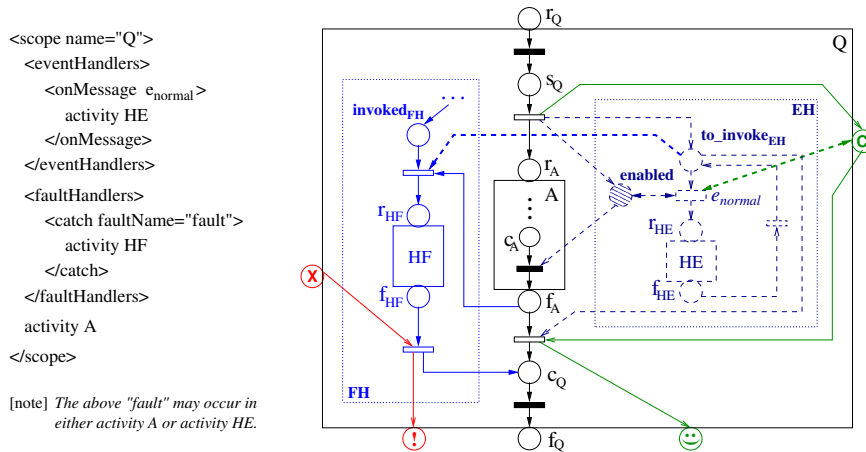 <scope name="Q">
<eventHandlers>
<onMessage e_normal>
activity HE
</onMessage>
</eventHandlers>
<faultHandlers>
<catch faultName="fault">
activity HF
</catch>
</faultHandlers>
activity A
</scope>
[note] The above "fault" may occur in
either activity A or activity HE.
r_Q
Q
s_Q
invoked_FH
...
EH
to_invoke_EH
C
enabled
r_A
A
e_normal
r_HF
r_HE
c_A
HF
HE
X
f_HF
f_HE
f_A
FH
c_Q
!
f_Q